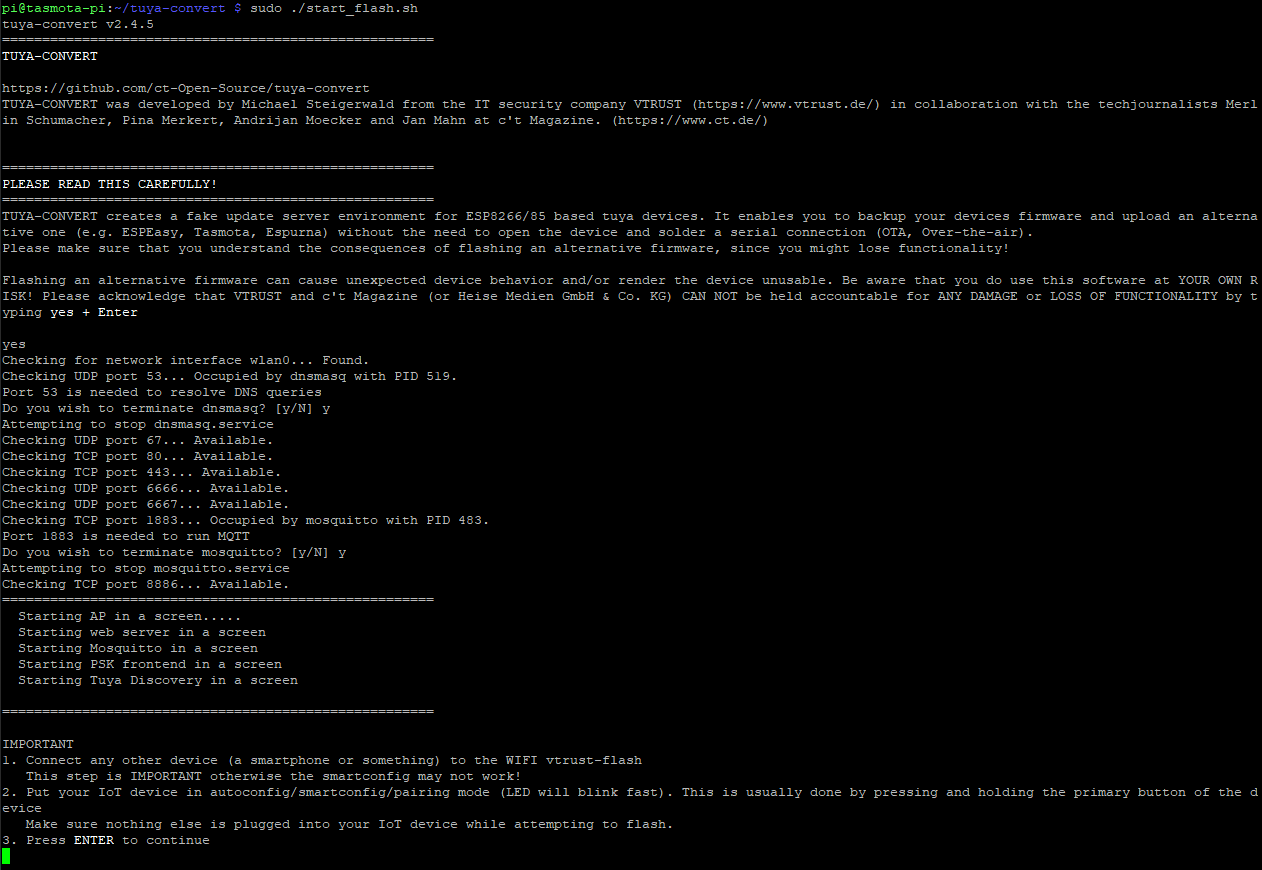 pi@tasmota-pi:~/tuya-convert $ sudo ./start_flash.sh
tuya-convert v2.4.5
======================================================
TUYA-CONVERT

https://github.com/ct-Open-Source/tuya-convert
TUYA-CONVERT was developed by Michael Steigerwald from the IT security company VTRUST (https://www.vtrust.de/) in collaboration with the techjournalists Merl
in Schumacher, Pina Merkert, Andrijan Moecker and Jan Mahn at c't Magazine. (https://www.ct.de/)


======================================================
PLEASE READ THIS CAREFULLY!
======================================================
TUYA-CONVERT creates a fake update server environment for ESP8266/85 based tuya devices. It enables you to backup your devices firmware and upload an alterna
tive one (e.g. ESPEasy, Tasmota, Espurna) without the need to open the device and solder a serial connection (OTA, Over-the-air).
Please make sure that you understand the consequences of flashing an alternative firmware, since you might lose functionality!

Flashing an alternative firmware can cause unexpected device behavior and/or render the device unusable. Be aware that you do use this software at YOUR OWN R
ISK! Please acknowledge that VTRUST and c't Magazine (or Heise Medien GmbH & Co. KG) CAN NOT be held accountable for ANY DAMAGE or LOSS OF FUNCTIONALITY by t
yping yes + Enter

yes
Checking for network interface wlan0... Found.
Checking UDP port 53... Occupied by dnsmasq with PID 519.
Port 53 is needed to resolve DNS queries
Do you wish to terminate dnsmasq? [y/N] y
Attempting to stop dnsmasq.service
Checking UDP port 67... Available.
Checking TCP port 80... Available.
Checking TCP port 443... Available.
Checking UDP port 6666... Available.
Checking UDP port 6667... Available.
Checking TCP port 1883... Occupied by mosquitto with PID 483.
Port 1883 is needed to run MQTT
Do you wish to terminate mosquitto? [y/N] y
Attempting to stop mosquitto.service
Checking TCP port 8886... Available.
======================================================
  Starting AP in a screen.....
  Starting web server in a screen
  Starting Mosquitto in a screen
  Starting PSK frontend in a screen
  Starting Tuya Discovery in a screen

======================================================

IMPORTANT
1. Connect any other device (a smartphone or something) to the WIFI vtrust-flash
   This step is IMPORTANT otherwise the smartconfig may not work!
2. Put your IoT device in autoconfig/smartconfig/pairing mode (LED will blink fast). This is usually done by pressing and holding the primary button of the d
evice
   Make sure nothing else is plugged into your IoT device while attempting to flash.
3. Press ENTER to continue